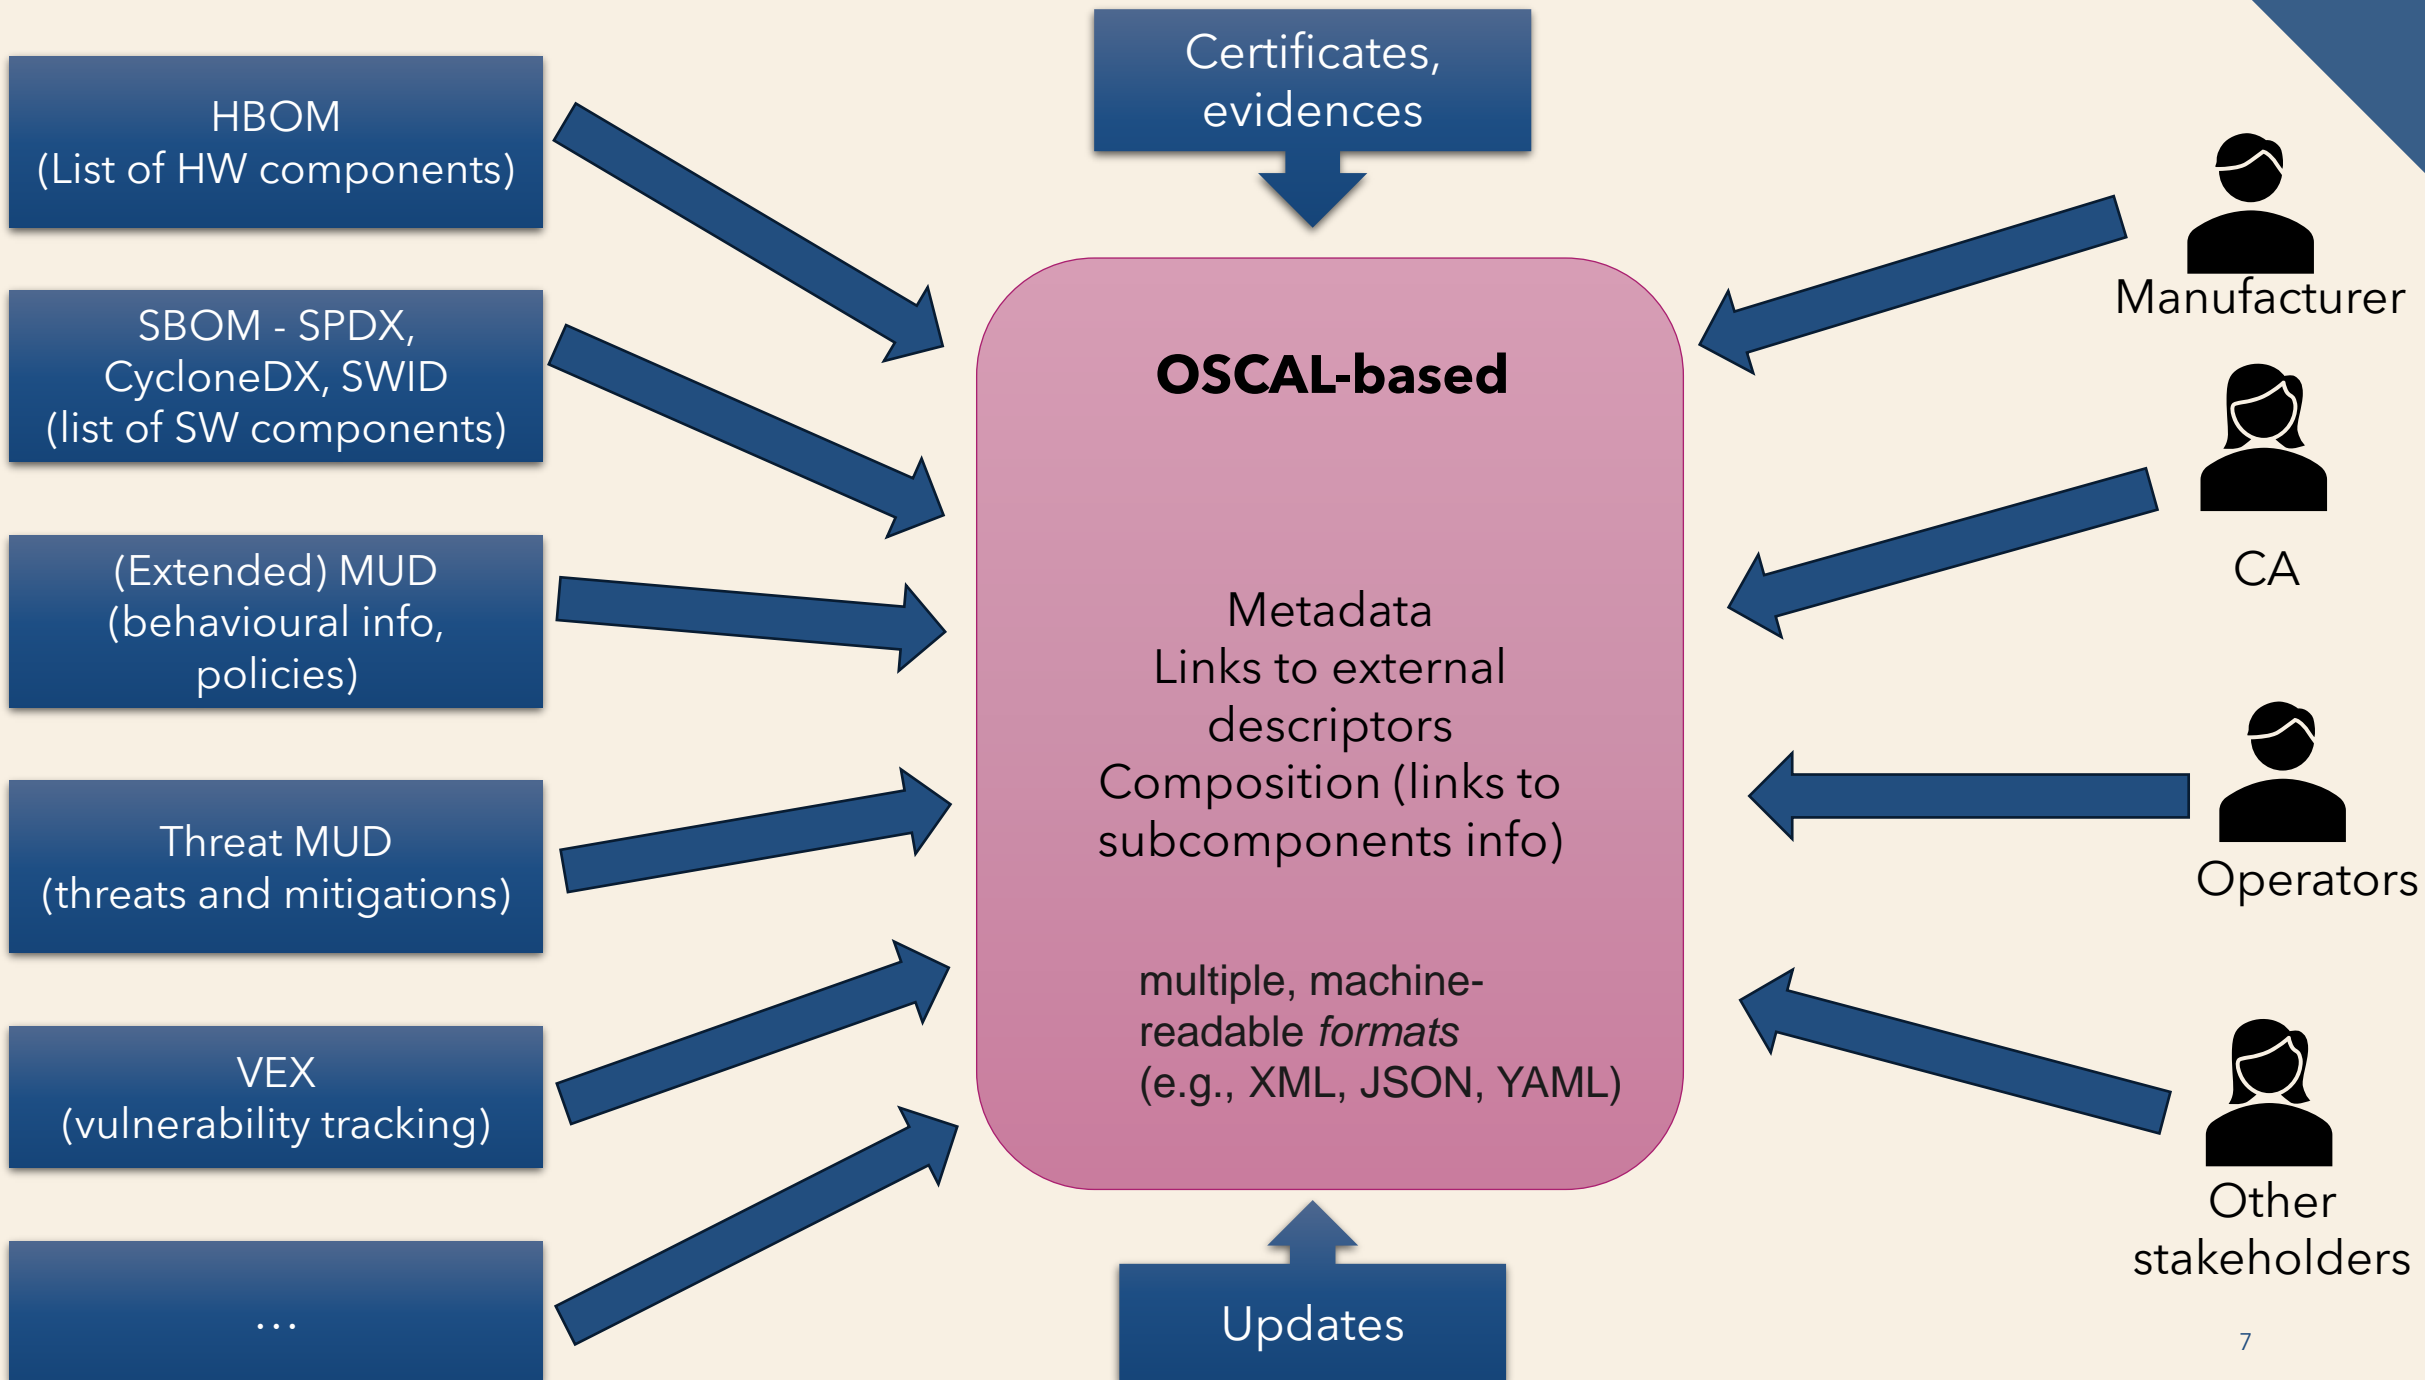 HBOM
(List of HW components)
SBOM - SPDX,
CycloneDX, SWID
(list of SW components)
(Extended) MUD
(behavioural info,
policies)
Threat MUD
(threats and mitigations)
VEX
(vulnerability tracking)
...
Certificates,
evidences
OSCAL-based
Metadata
Links to external
descriptors
Composition (links to
subcomponents info)
multiple, machine-
readable formats
(e.g., XML, JSON, YAML)
Updates
Manufacturer
CA
Operators
Other
stakeholders
7